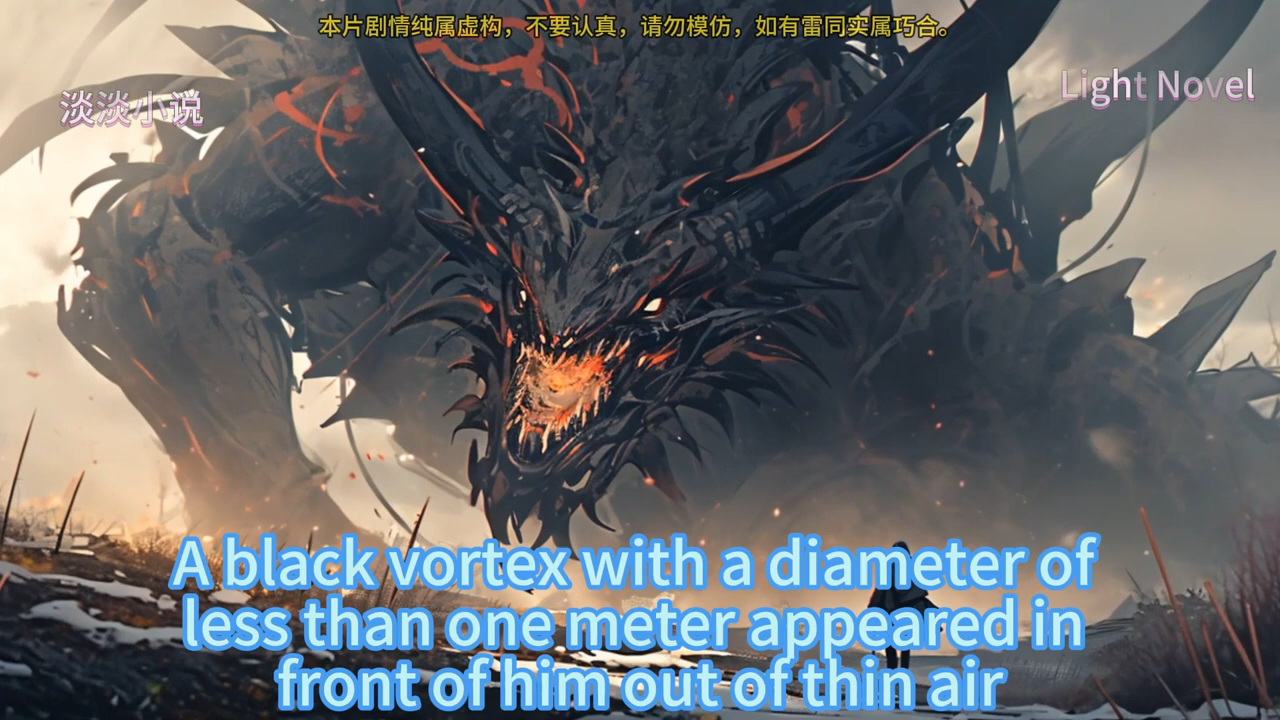 本片剧情纯属虚构，不要认真，请勿模仿，如有雷同实属巧合。
淡淡小说
Light Novel
A black vortex with a diameter of
less than one meter appeared in
front of him out of thin air